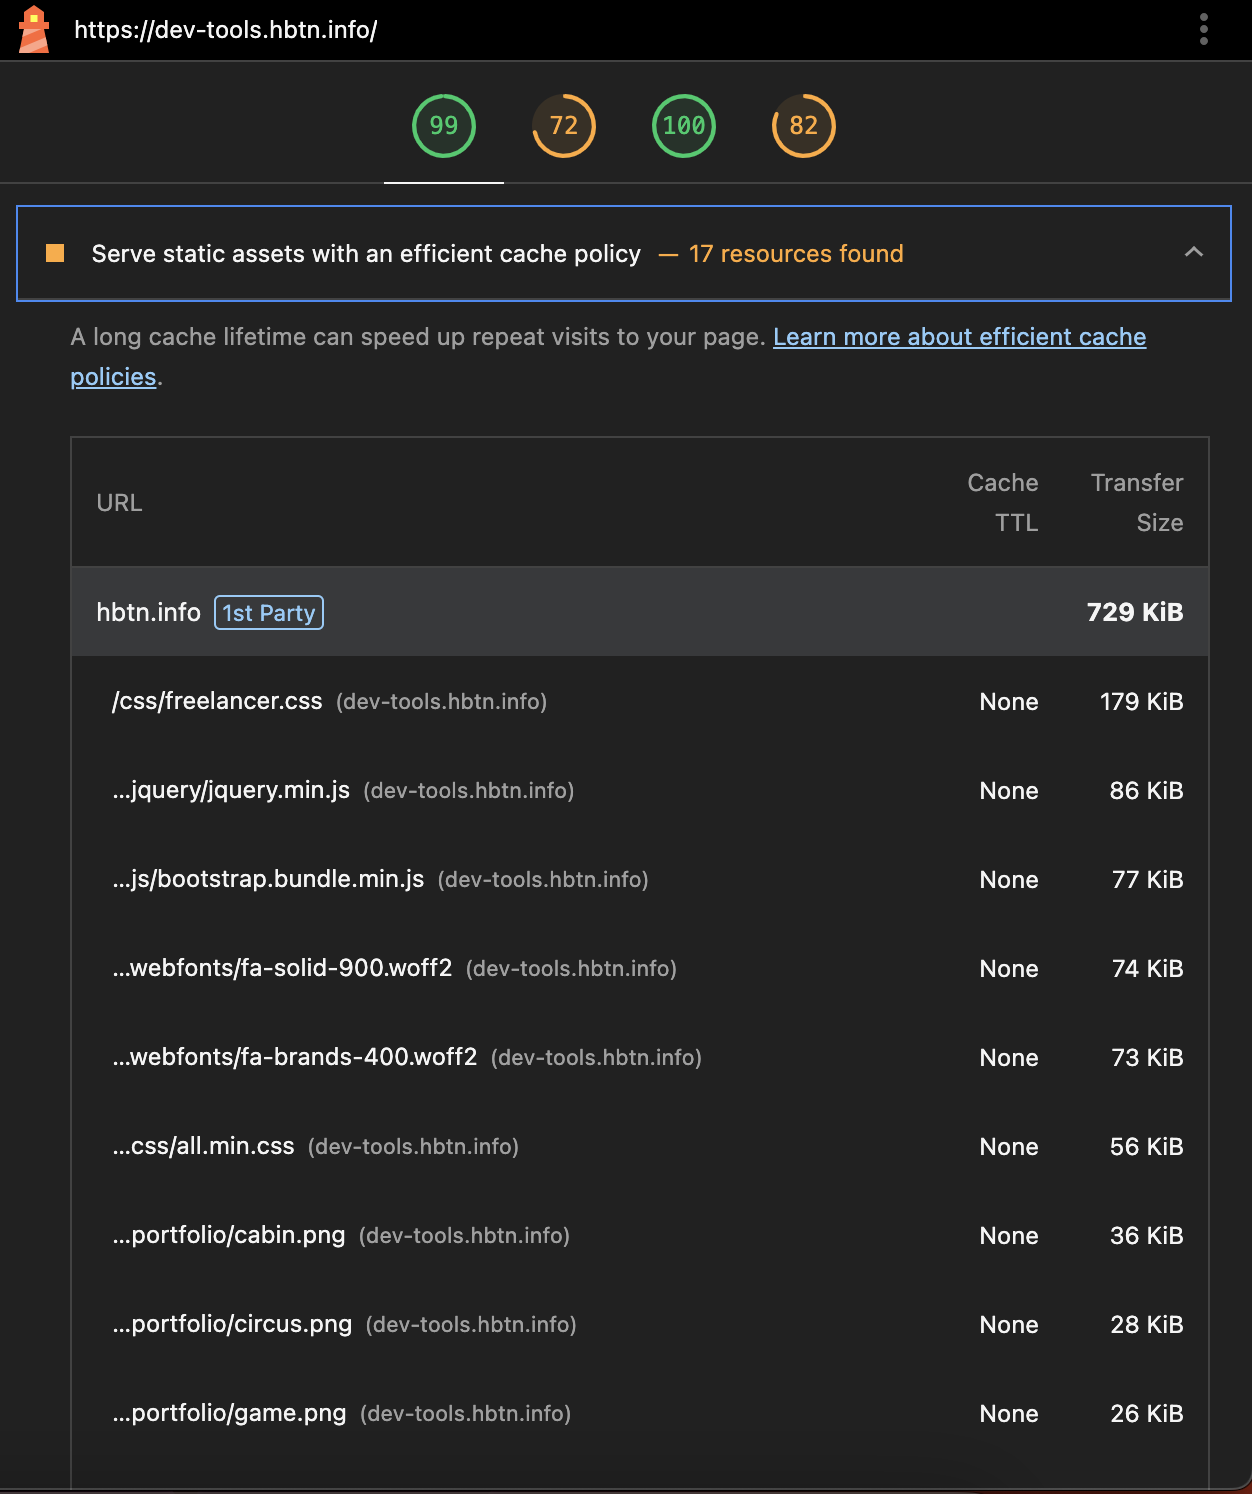 https://dev-tools.hbtn.info/
99 72 100 82
Serve static assets with an efficient cache policy — 17 resources found
A long cache lifetime can speed up repeat visits to your page. Learn more about efficient cache
policies.
URL Cache TTL Transfer Size
hbtn.info 1st Party 729 KiB
/css/freelancer.css (dev-tools.hbtn.info) None 179 KiB
...jquery/jquery.min.js (dev-tools.hbtn.info) None 86 KiB
...js/bootstrap.bundle.min.js (dev-tools.hbtn.info) None 77 KiB
...webfonts/fa-solid-900.woff2 (dev-tools.hbtn.info) None 74 KiB
...webfonts/fa-brands-400.woff2 (dev-tools.hbtn.info) None 73 KiB
...css/all.min.css (dev-tools.hbtn.info) None 56 KiB
...portfolio/cabin.png (dev-tools.hbtn.info) None 36 KiB
...portfolio/circus.png (dev-tools.hbtn.info) None 28 KiB
...portfolio/game.png (dev-tools.hbtn.info) None 26 KiB